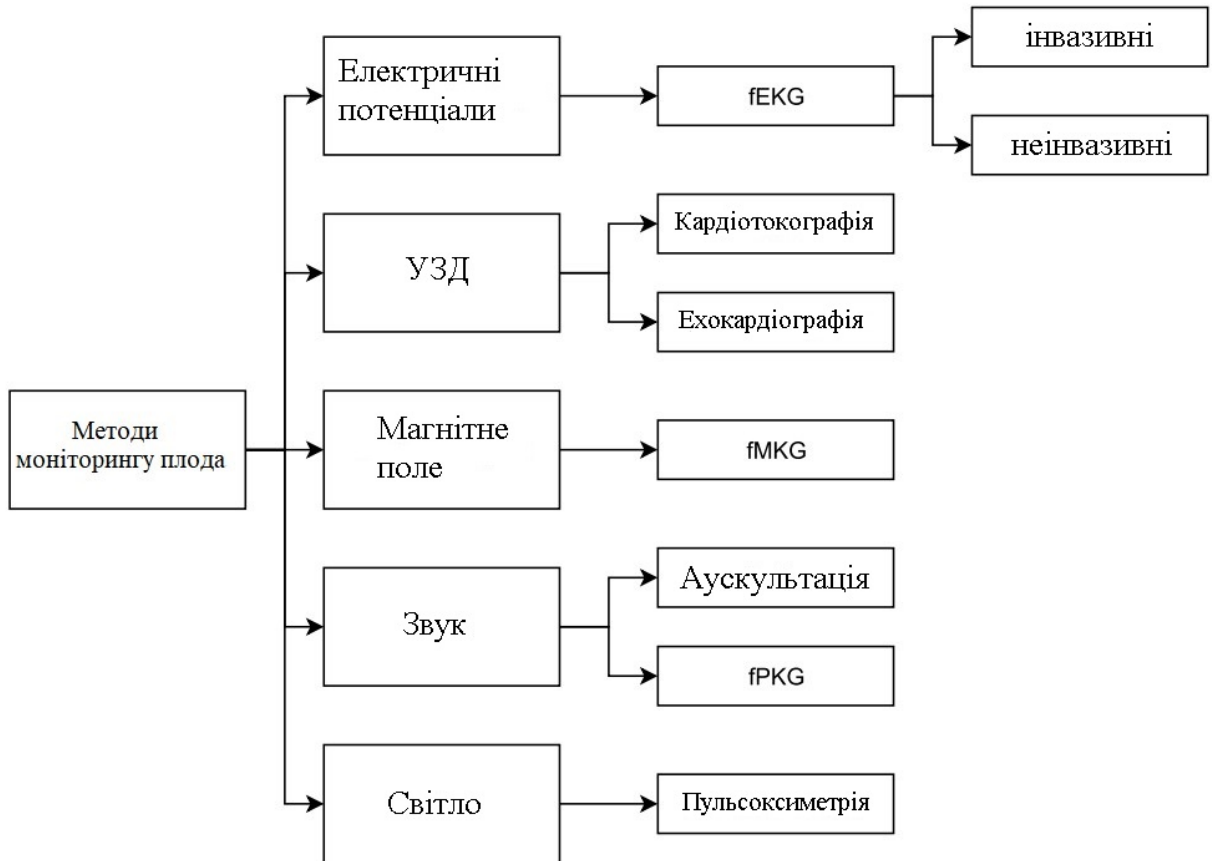 Електричні
потенціали
fEKG
інвазивні
неінвазивні
УЗД
Кардіотокографія
Ехокардіографія
Методи
моніторингу плода
Магнітне
поле
fMKG
Звук
Аускультація
fPKG
Світло
Пульсоксиметрія